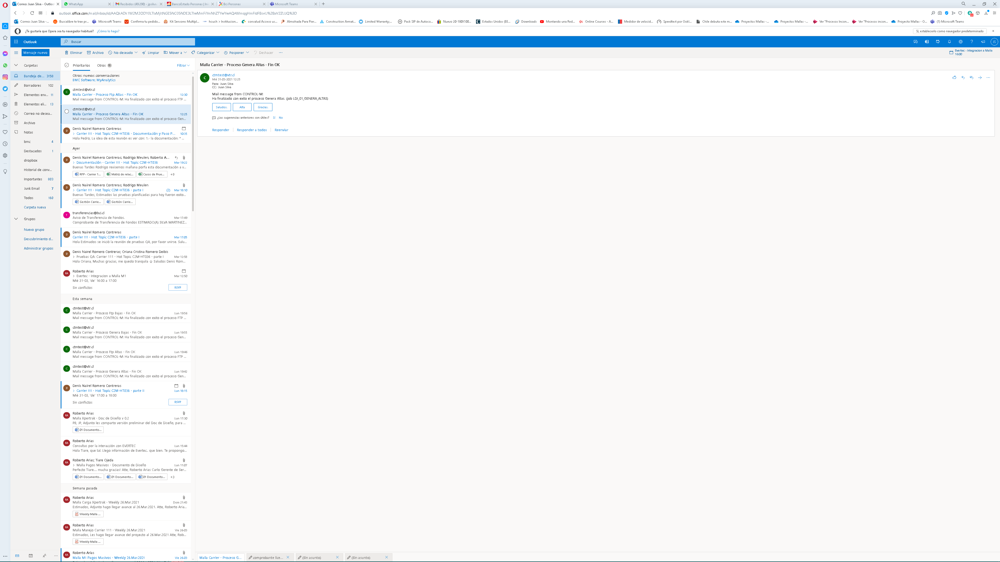 Correo: Juan Silva - Outloo
WhatsApp
Recibidos (49.290) - jpsilva
BancoEstado Personas | Ini
Bci Personas
Microsoft Teams
outlook.office.com/mail/inbox/id/
Correo: Juan Silva -...
Buscalibre te trae pr...
Microsoft Teams
Confirma tu pedido...
Kit Sensores Multipl...
hcuch > Institucion...
consalud Acceso us...
Almohada Para Pier...
Construction Armat...
Limited Warranty;...
Pack SIP de Autoco...
Nuevo 20-180X100...
Estados Unidos (EE...
Downloads
Montando una Red...
Online Courses - A...
Medidor de velocid...
Speedtest por Ookl...
Chile debuta este m...
Proyectos Mallas -...
Proyectos Mallas -...
Ver "Procesos Incon...
Ver "Procesos incon...
Proyecto Mallas - O...
(1) Microsoft Teams
¿Te gustaría que Opera sea tu navegador habitual? ¿Cómo lo hago?
Sí, establecerlo como navegador predeterminado
Outlook
Buscar
JS
Mensaje nuevo
Eliminar
Archivo
No deseado
Limpiar
Mover a
Categorizar
Posponer
Deshacer
Evertec - Integracion a Malla
16:00
Carpetas
Bandeja de... 3158
Borradores 102
Elementos env... 11
Elementos eli... 13
Correo no desea...
Archivo
Notas
bmc 4
Destacados 1
dropbox
Historial de conv...
Importantes 803
Junk Email 7
Todos 160
Carpeta nueva
Grupos
Nuevo grupo
Descubrimiento d...
Administrar grupos
Prioritarios
Otros 11
Filtrar
Otros: nuevas conversaciones
BMC Software; MyAnalytics
C
ctmtest@vtr.cl
Malla Carrier - Proceso Ftp Altas - Fin OK 12:30
Mail message from CONTROL-M: Ha finalizado con exito el proceso FTP ...
ctmtest@vtr.cl
Malla Carrier - Proceso Genera Altas - Fin OK 12:25
Mail message from CONTROL-M: Ha finalizado con exito el proceso Gen...
D
Denis Nairel Romero Contreras
Carrier 111 - Hot Topic C2M-HT036 - Documentación y Paso P... 10:35
Hola Pedro, La idea de esta reunión es ver con: 1.- la documentación: * ...
Ayer
D
Denis Nairel Romero Contreras; Rodrigo Meulen; Roberto A...
Documentación - Carrier 111 - Hot Topic C2M-HT036 Mar 19:22
Buenas Tardes Rodrigo revisemos mañana porfa esta documentación a v...
RFP - Carrier 1...
Matriz de relac...
Casos de Prue...
+9
D
Denis Nairel Romero Contreras; Rodrigo Meulen
Carrier 111 - Hot Topic C2M-HT036 - parte I (2) Mar 18:10
Buenas Tardes, Estimados las pruebas planificadas para hoy fueron exito...
Gestión Carrie...
Gestión Carrie...
T
transferencias@bci.cl
Aviso de Transferencia de Fondos. Mar 17:49
Comprobante de Transferencia de Fondos ESTIMADO(A) SILVA MARTINEZ...
D
Denis Nairel Romero Contreras
Carrier 111 - Hot Topic C2M-HT036 - parte I Mar 17:05
Hola Estimados se inició la reunión de pruebas QA, por favor unirse. Salu...
D
Denis Nairel Romero Contreras; Oriana Cristina Romero Deibis
Pruebas QA: Carrier 111 - Hot Topic C2M-HT036 - parte I Mar 12:58
Hola Oriana, Muchas gracias, me quedo tranquila ☺ Saludos Denis Rom...
RA
Roberto Arias
Evertec - Integracion a Malla M1 Mar 12:50
Mié 31-03, 'de' 16:00 a 17:00
Sin conflictos RSVP
Esta semana
C
ctmtest@vtr.cl
Malla Carrier - Proceso Ftp Bajas - Fin OK Lun 19:56
Mail message from CONTROL-M: Ha finalizado con exito el proceso FTP ...
C
ctmtest@vtr.cl
Malla Carrier - Proceso Genera Bajas - Fin OK Lun 19:55
Mail message from CONTROL-M: Ha finalizado con exito el proceso Gen...
C
ctmtest@vtr.cl
Malla Carrier - Proceso Ftp Altas - Fin OK Lun 19:46
Mail message from CONTROL-M: Ha finalizado con exito el proceso FTP ...
C
ctmtest@vtr.cl
Malla Carrier - Proceso Genera Altas - Fin OK Lun 19:42
Mail message from CONTROL-M: Ha finalizado con exito el proceso Gen...
D
Denis Nairel Romero Contreras
Carrier 111 - Hot Topic C2M-HT036 - parte II Lun 18:15
Mié 31-03, 'de' 17:00 a 18:00
Sin conflictos RSVP
RA
Roberto Arias
Malla Xpertrak - Doc de Diseño v 0.2 Lun 17:30
PB, JP, Adjunto les comparto versión preliminar del Doc de Diseño, para ...
01 Documento...
RA
Roberto Arias
Consultas por la interacción con EVERTEC Lun 15:44
Hola Tiare, que tal. Llego información de Evertec.. que bien. Te propongo...
RA
Roberto Arias; Tiare Ojeda
Malla Pagos Masivos - Documento de Diseño Lun 11:07
Perfecto Tiare.... mucha gracias! Atte, Roberto Arias Carlo Gerente de Ser...
01 Documento...
01 Documento...
01 Documento...
+3
Semana pasada
RA
Roberto Arias
Malla Carga Xpertrak - Weekly 26.Mar.2021 Dom 21:43
Estimados, Adjunto hago llegar avance al 26.Mar.2021. Atte, Roberto Aria...
Weekly Malla ...
RA
Roberto Arias
Malla Manejo Carrier 111 - Weekly 26.Mar.2021 Vie 26-03
Estimados, Les hago llegar avance del proyecto al 26.Mar.2021 Atte, Rob...
Weekly Malla ...
RA
Roberto Arias
Malla M1 Pagos Masivos - Weekly 26.Mar.2021 Vie 26-03
Malla Carrier - Proceso Genera Altas - Fin OK
C
ctmtest@vtr.cl
Mié 31-03-2021 12:25
Para: Juan Silva
CC: Juan Silva
Mail message from CONTROL-M:
Ha finalizado con exito el proceso Genera Altas. (job LDI_01_GENERA_ALTAS)
Saludos.
Alta
Gracias.
¿Las sugerencias anteriores son útiles? Sí No
Responder
Responder a todos
Reenviar
Malla Carrier - Proceso G...
comprobante lice...
(Sin asunto)
(Sin asunto)